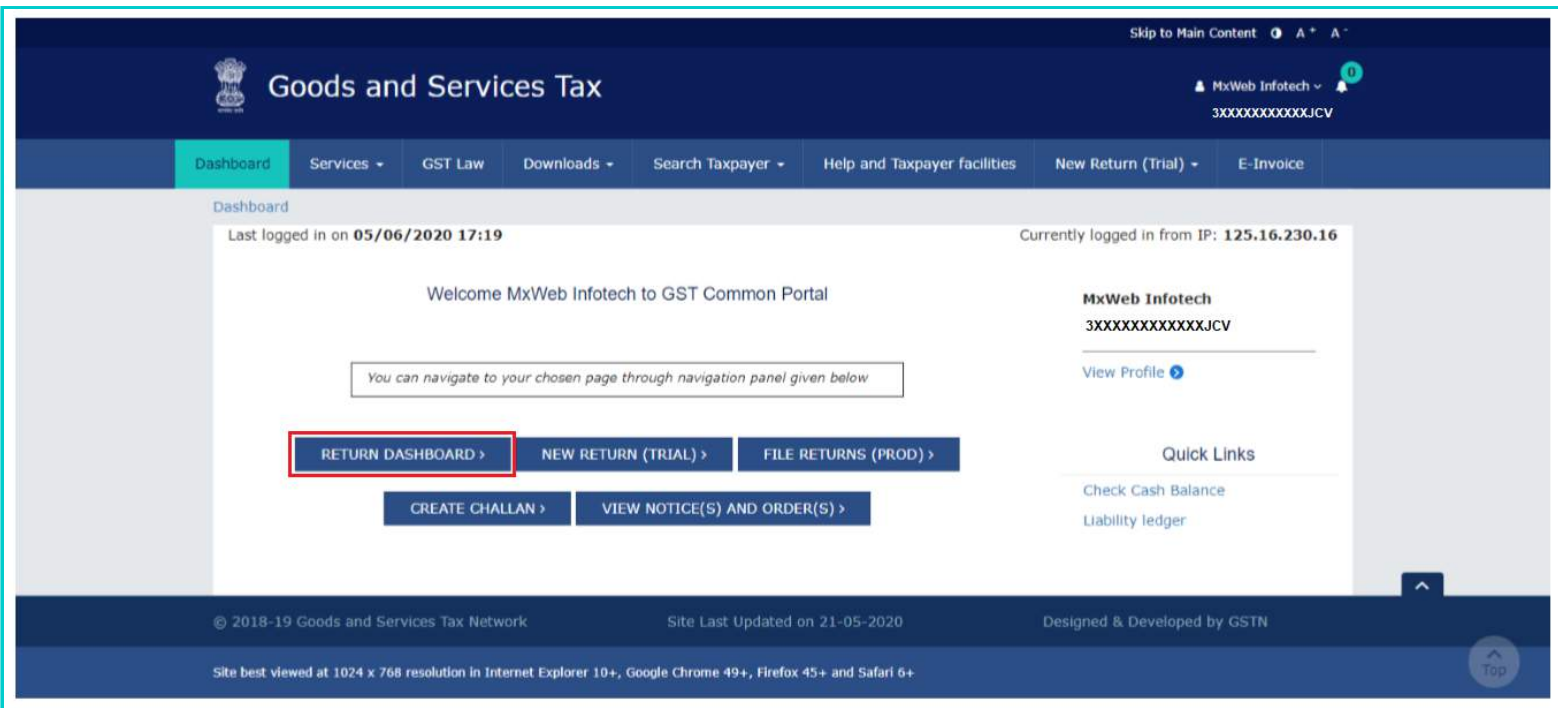 Skip to Main Content A+ A-
Goods and Services Tax
MxWeb Infotech 0
3XXXXXXXXXXXJCV
Dashboard Services GST Law Downloads Search Taxpayer Help and Taxpayer facilities New Return (Trial) E-Invoice
Dashboard
Last logged in on 05/06/2020 17:19 Currently logged in from IP: 125.16.230.16
Welcome MxWeb Infotech to GST Common Portal
MxWeb Infotech
3XXXXXXXXXXXXJCV
You can navigate to your chosen page through navigation panel given below
View Profile
RETURN DASHBOARD > NEW RETURN (TRIAL) > FILE RETURNS (PROD) >
CREATE CHALLAN > VIEW NOTICE(S) AND ORDER(S) >
Quick Links
Check Cash Balance
Liability ledger
© 2018-19 Goods and Services Tax Network Site Last Updated on 21-05-2020 Designed & Developed by GSTN
Site best viewed at 1024 x 768 resolution in Internet Explorer 10+, Google Chrome 49+, Firefox 45+ and Safari 6+
Top